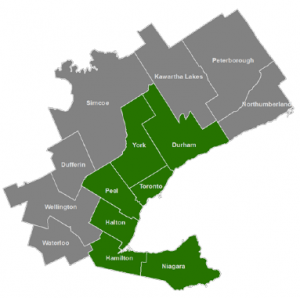 Peterborough
Kawartha Lakes
Simcoe
Northumberland
York
Durham
Dufferin
Peel
Toronto
Wellington
Halton
Waterloo
Hamilton
Niagara